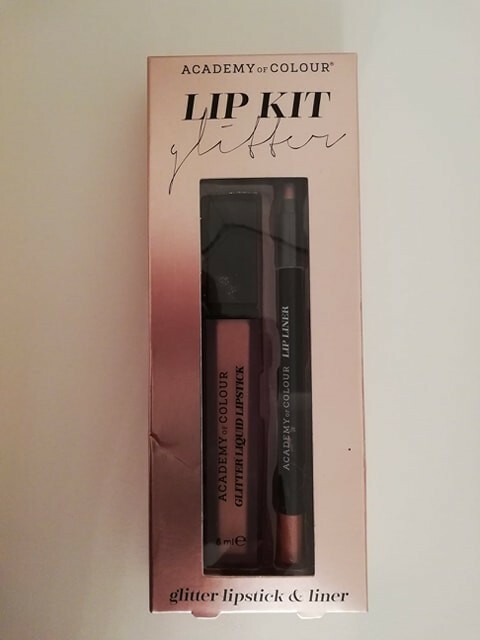 ACADEMY OF COLOUR®
LIP KIT
glitter
ACADEMY OF COLOUR
GLITTER LIQUID LIPSTICK
8 ml ℮
ACADEMY OF COLOUR LIP LINER
glitter lipstick & liner